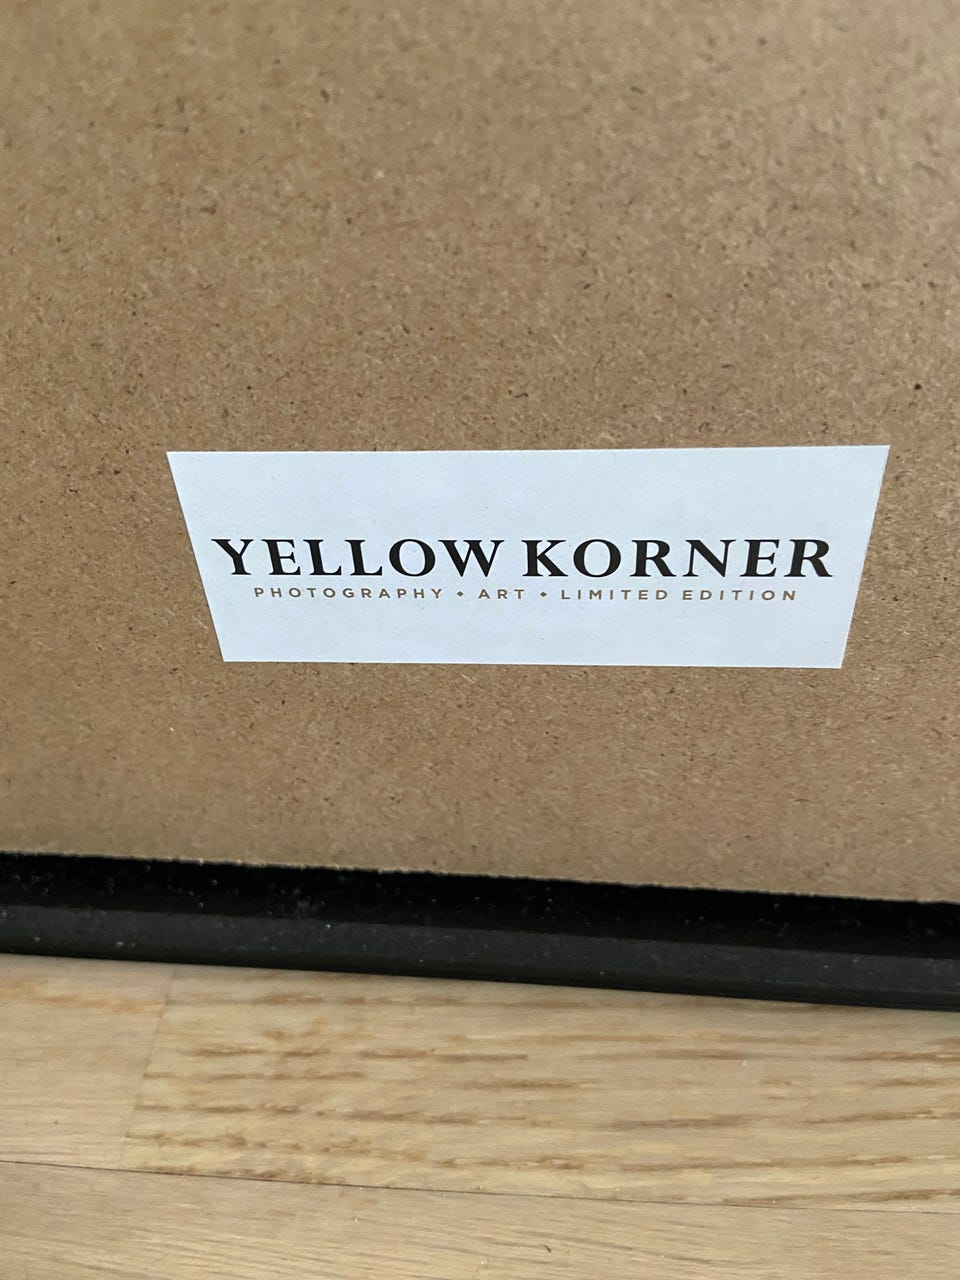 YELLOW KORNER
PHOTOGRAPHY • ART • LIMITED EDITION